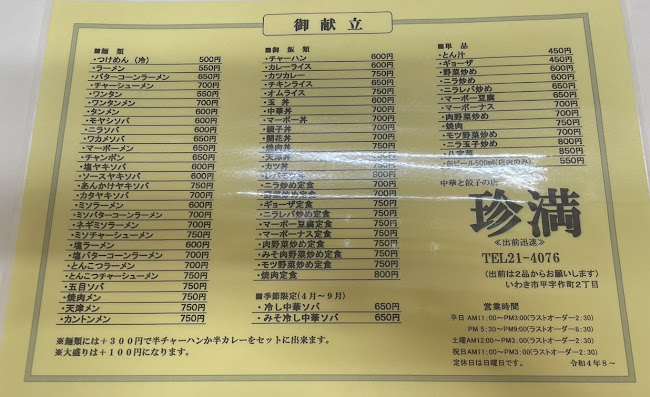 御献立
■麺類
・つけめん（冷） 500円
・ラーメン 550円
・バターコーンラーメン 650円
・チャーシューメン 700円
・ワンタン 550円
・ワンタンメン 700円
・タンメン 600円
・モヤシソバ 600円
・ニラソバ
・ワカメソバ
・マーボーメン 650円
・チャンポン
・塩ヤキソバ 600円
・ソースヤキソバ 600円
・あんかけヤキソバ 750円
・カタヤキソバ 700円
・ミソラーメン 600円
・ミソバターコーンラーメン 700円
・ネギミソラーメン 700円
・ミソチャーシューメン 750円
・塩ラーメン 600円
・塩バターコーンラーメン 700円
・とんこつラーメン 700円
・とんこつチャーシューメン 750円
・五目ソバ 750円
・焼肉メン 750円
・天津メン 750円
・カントンメン 750円
■御飯類
・チャーハン 600円
・カレーライス 600円
・カツカレー 750円
・チキンライス 650円
・オムライス 750円
・玉丼 600円
・中華丼 700円
・マーボー丼 700円
・親子丼 700円
・開花丼
・焼肉丼 750円
・天津丼
・カツ丼 750円
・レバモツ丼
・ニラ炒め定食 700円
・野菜炒め定食 700円
・ギョーザ定食 750円
・ニラレバ炒め定食 750円
・マーボー豆腐定食 750円
・マーボーナス定食 750円
・肉野菜炒め定食 750円
・みそ肉野菜炒め定食 750円
・モツ野菜炒め定食 750円
・焼肉定食 800円
■季節限定（4月～9月）
・冷し中華ソバ 650円
・みそ冷し中華ソバ 650円
■単品
・とん汁 450円
・ギョーザ 450円
・野菜炒め 600円
・ニラ炒め 600円
・ニラレバ炒め 650円
・マーボー豆腐 650円
・マーボーナス 700円
・肉野菜炒め 700円
・焼肉 750円
・モツ野菜炒め
・ニラ玉子炒め 800円
・八宝菜 850円
・缶ビール500㎖(店内のみ) 550円
中華と餃子の店
珍満
≪出前迅速≫
TEL21-4076
（出前は2品からお願いします）
いわき市平字作町2丁目
営業時間
平日 AM11:00～PM3:00(ラストオーダー2:30)
PM 5:30～PM9:00(ラストオーダー8:30)
土曜AM12:00～PM3:00(ラストオーダー2:30)
祝日AM11:00～PM3:00(ラストオーダー2:30)
定休日は日曜日です。 令和4年8～
※麺類には＋300円で半チャーハンか半カレーをセットに出来ます。
※大盛りは＋100円になります。